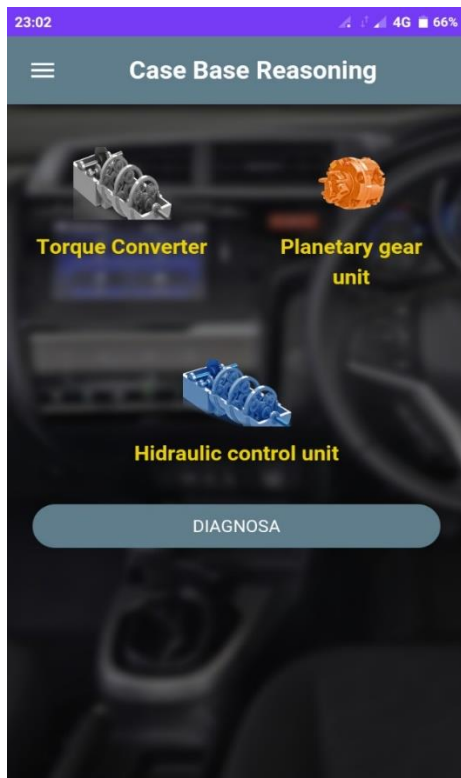 23:02
4G 66%
Case Base Reasoning
Torque Converter
Planetary gear
unit
Hidraulic control unit
DIAGNOSA